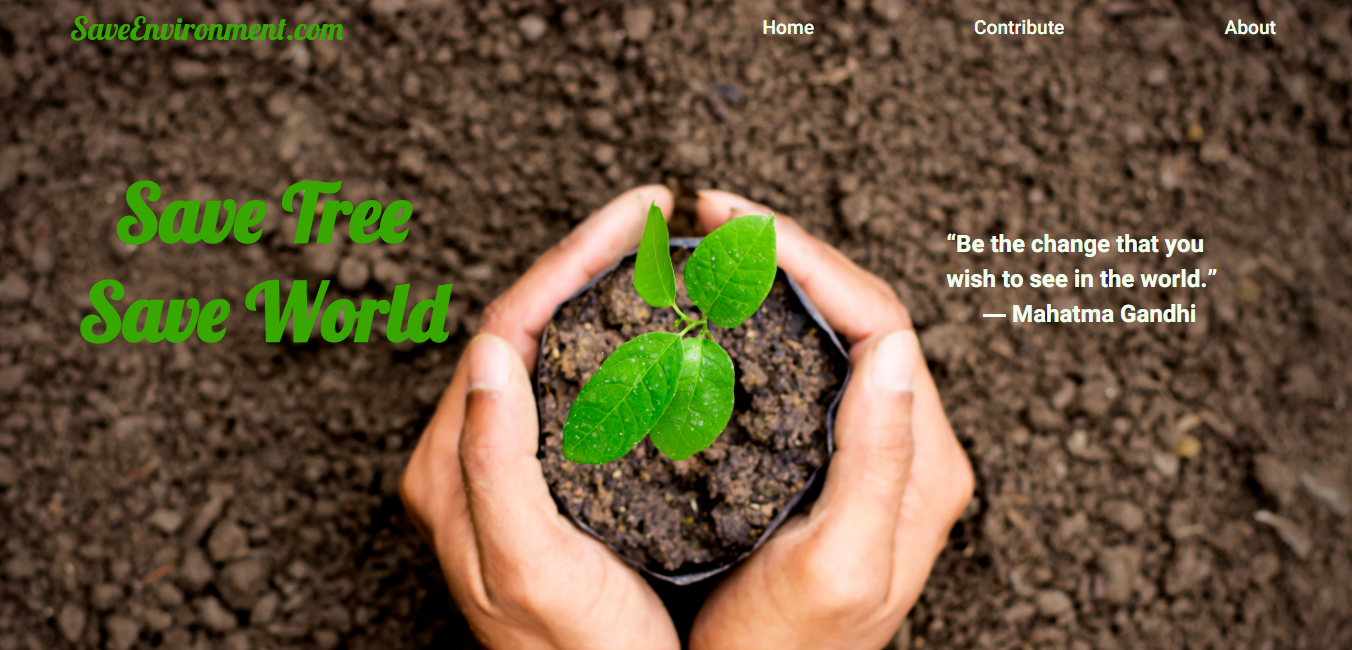 SaveEnvironment.com
Home
Contribute
About
Save Tree
Save World
“Be the change that you
wish to see in the world.”
— Mahatma Gandhi